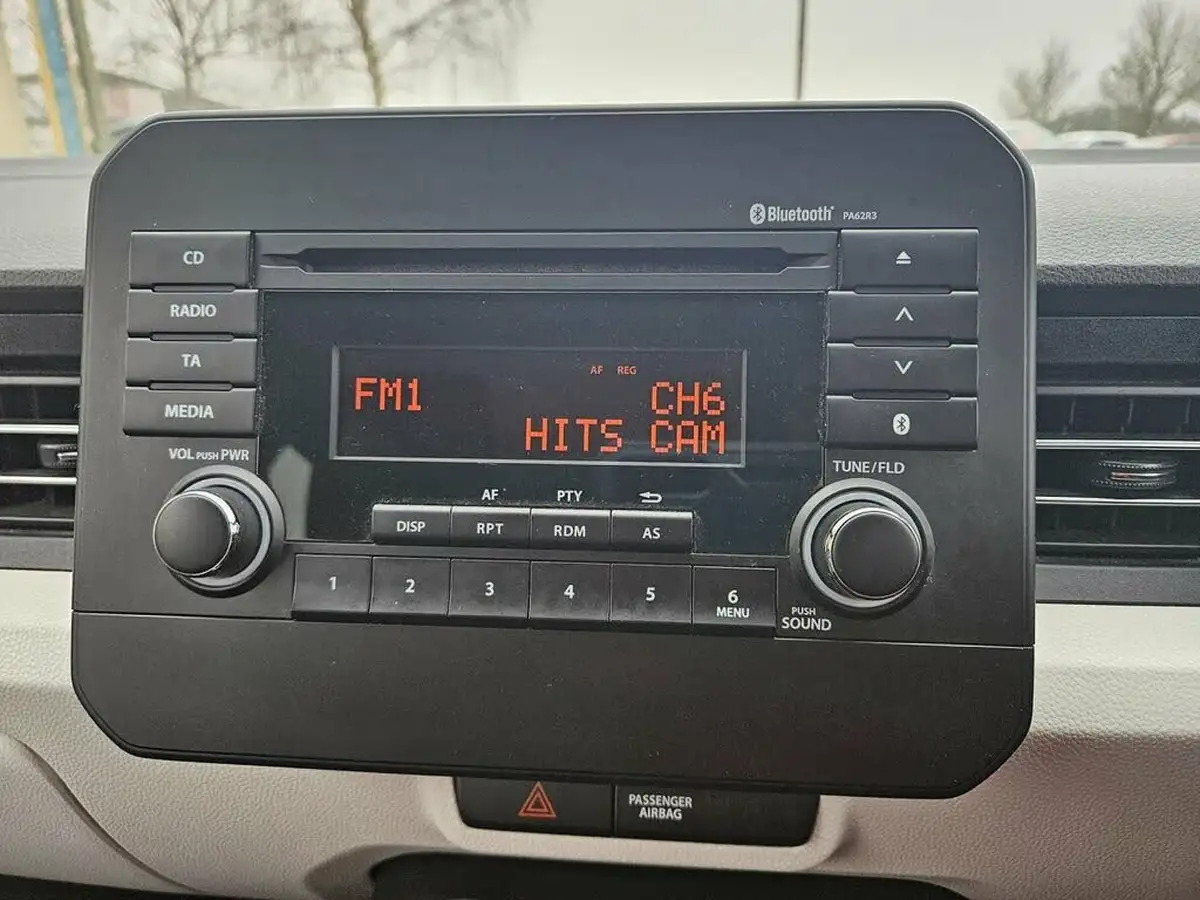 Bluetooth® PA62R3
CD
RADIO
TA
MEDIA
VOL PUSH PWR
AF REG
FM1 CH6
HITS CAM
TUNE/FLD
AF PTY
DISP RPT RDM AS
1 2 3 4 5 6
MENU
PUSH
SOUND
PASSENGER
AIRBAG